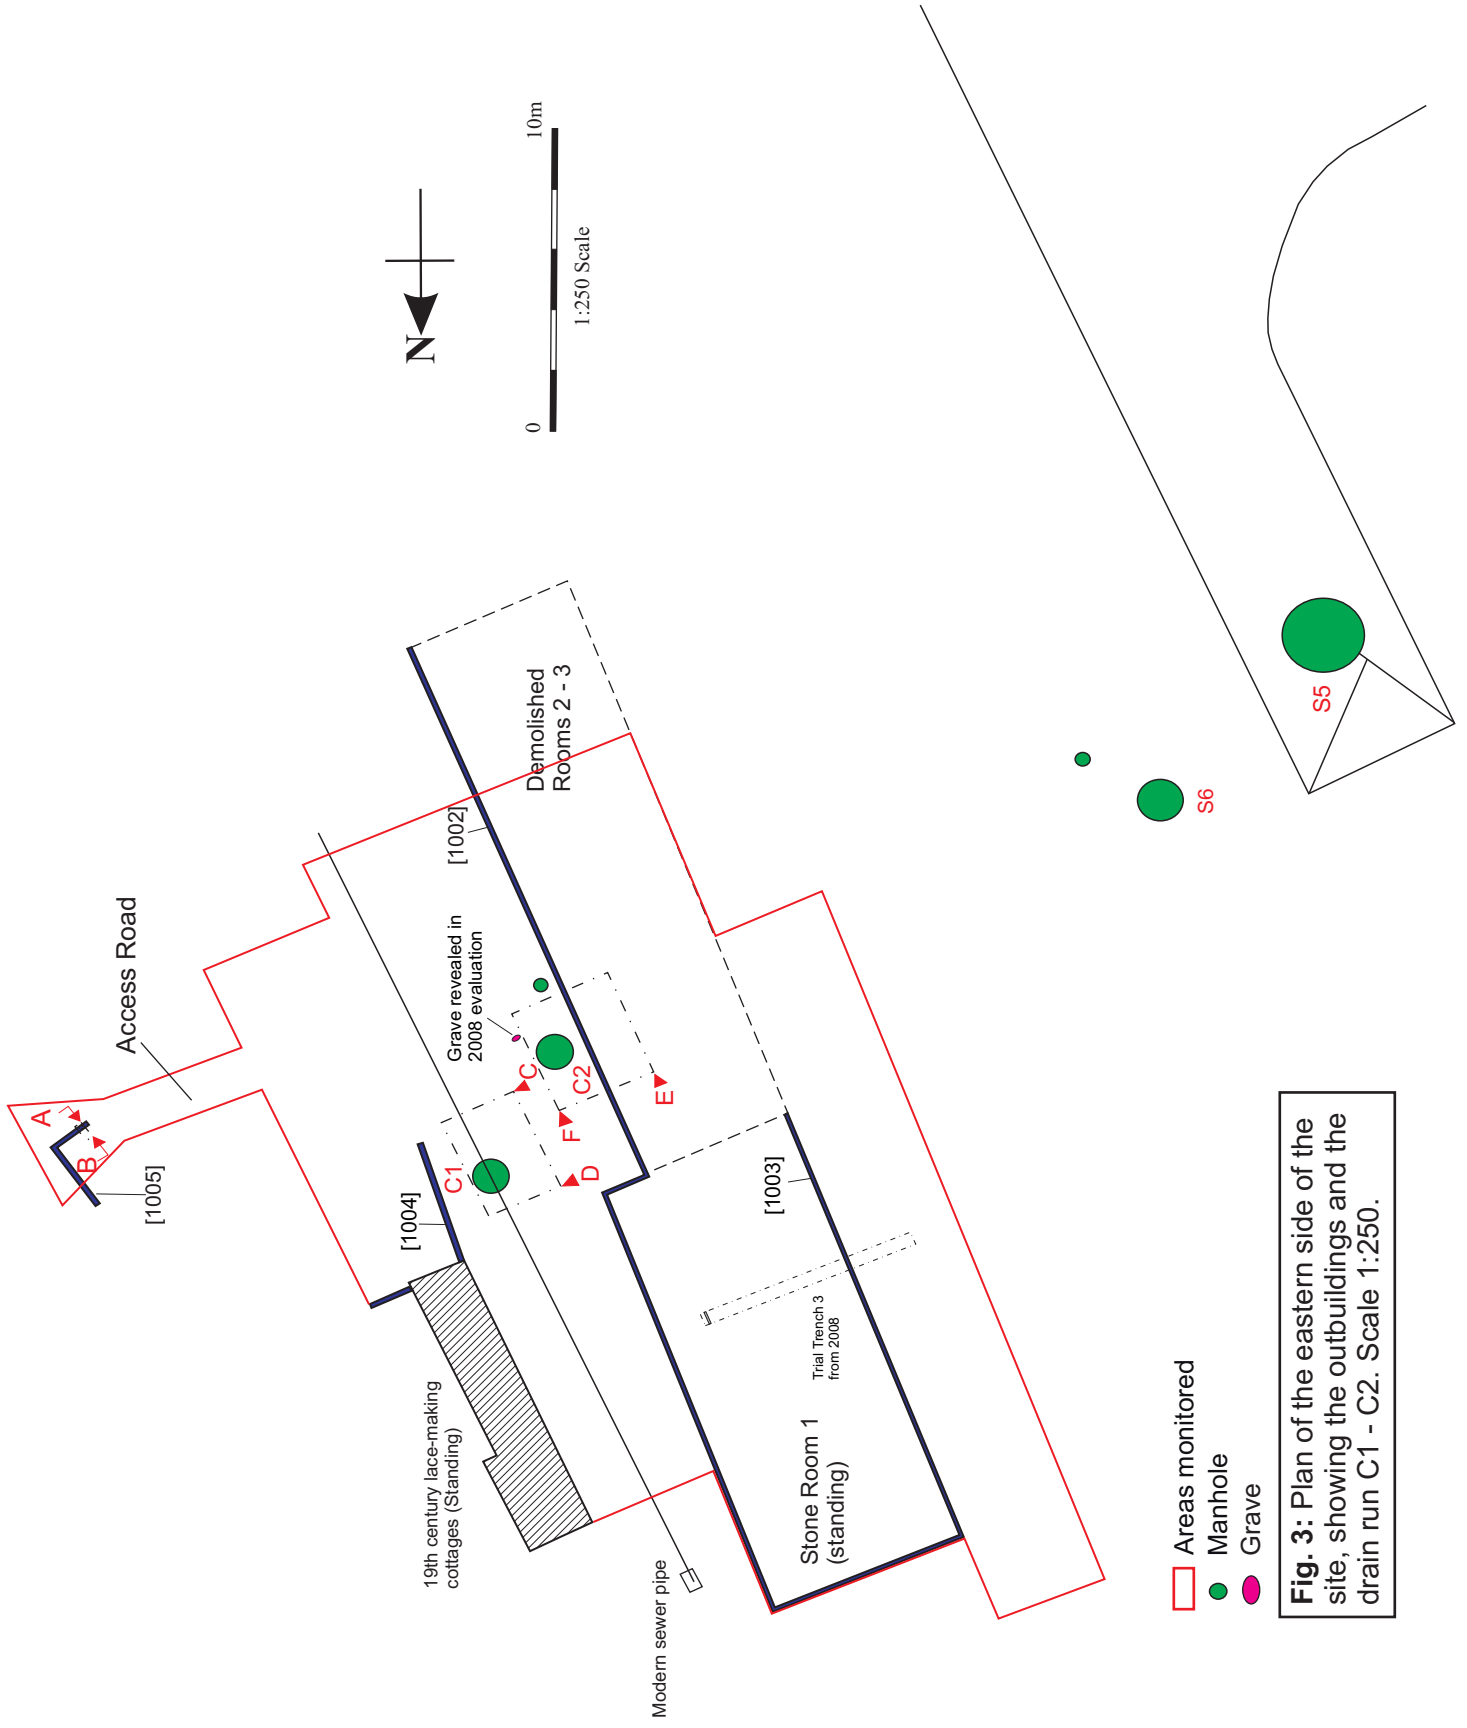 A
B
[1005]
Access Road
N
0
10m
1:250 Scale
19th century lace-making
cottages (Standing)
[1004]
C1
Grave revealed in
2008 evaluation
[1002]
Demolished
Rooms 2 - 3
C
C2
D
F
E
Modern sewer pipe
Stone Room 1
(standing)
Trial Trench 3
from 2008
[1003]
S6
S5
Areas monitored
Manhole
Grave
Fig. 3: Plan of the eastern side of the
site, showing the outbuildings and the
drain run C1 - C2. Scale 1:250.